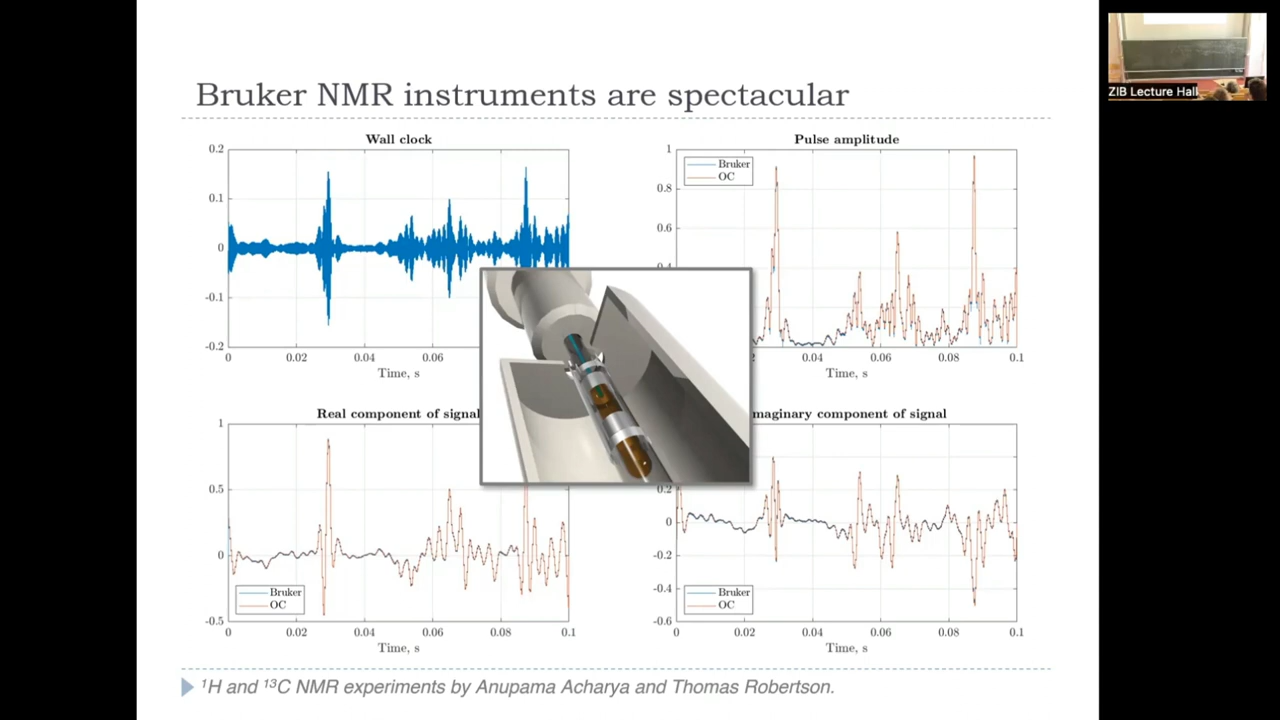 Bruker NMR instruments are spectacular
ZIB Lecture Hall
Wall clock
0.2
0.1
0
-0.1
-0.2
0
0.02
0.04
0.06
Time, s
Pulse amplitude
Bruker
OC
1
0.8
0.6
0.4
0.04
0.06
0.08
0.1
Time, s
Real component of signal
1
0.5
0
-0.5
Bruker
OC
0
0.02
0.04
0.06
0.08
0.1
Time, s
maginary component of signal
0.2
0
-0.2
-0.4
-0.6
Bruker
OC
0
0.02
0.04
0.06
0.08
0.1
Time, s
¹H and ¹³C NMR experiments by Anupama Acharya and Thomas Robertson.